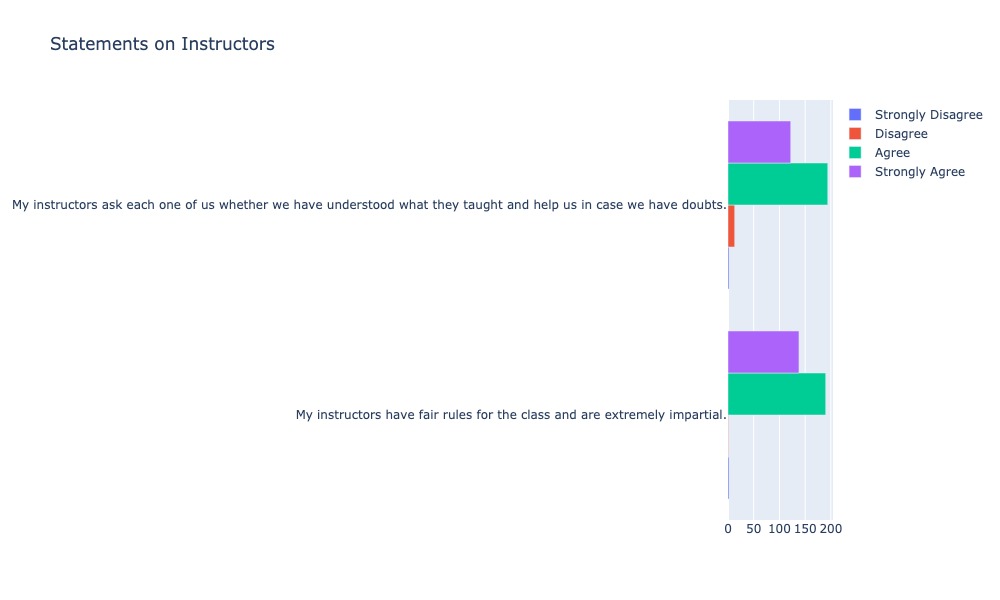 Statements on Instructors
Strongly Disagree
Disagree
Agree
Strongly Agree
My instructors ask each one of us whether we have understood what they taught and help us in case we have doubts.
My instructors have fair rules for the class and are extremely impartial.
0 50 100 150 200